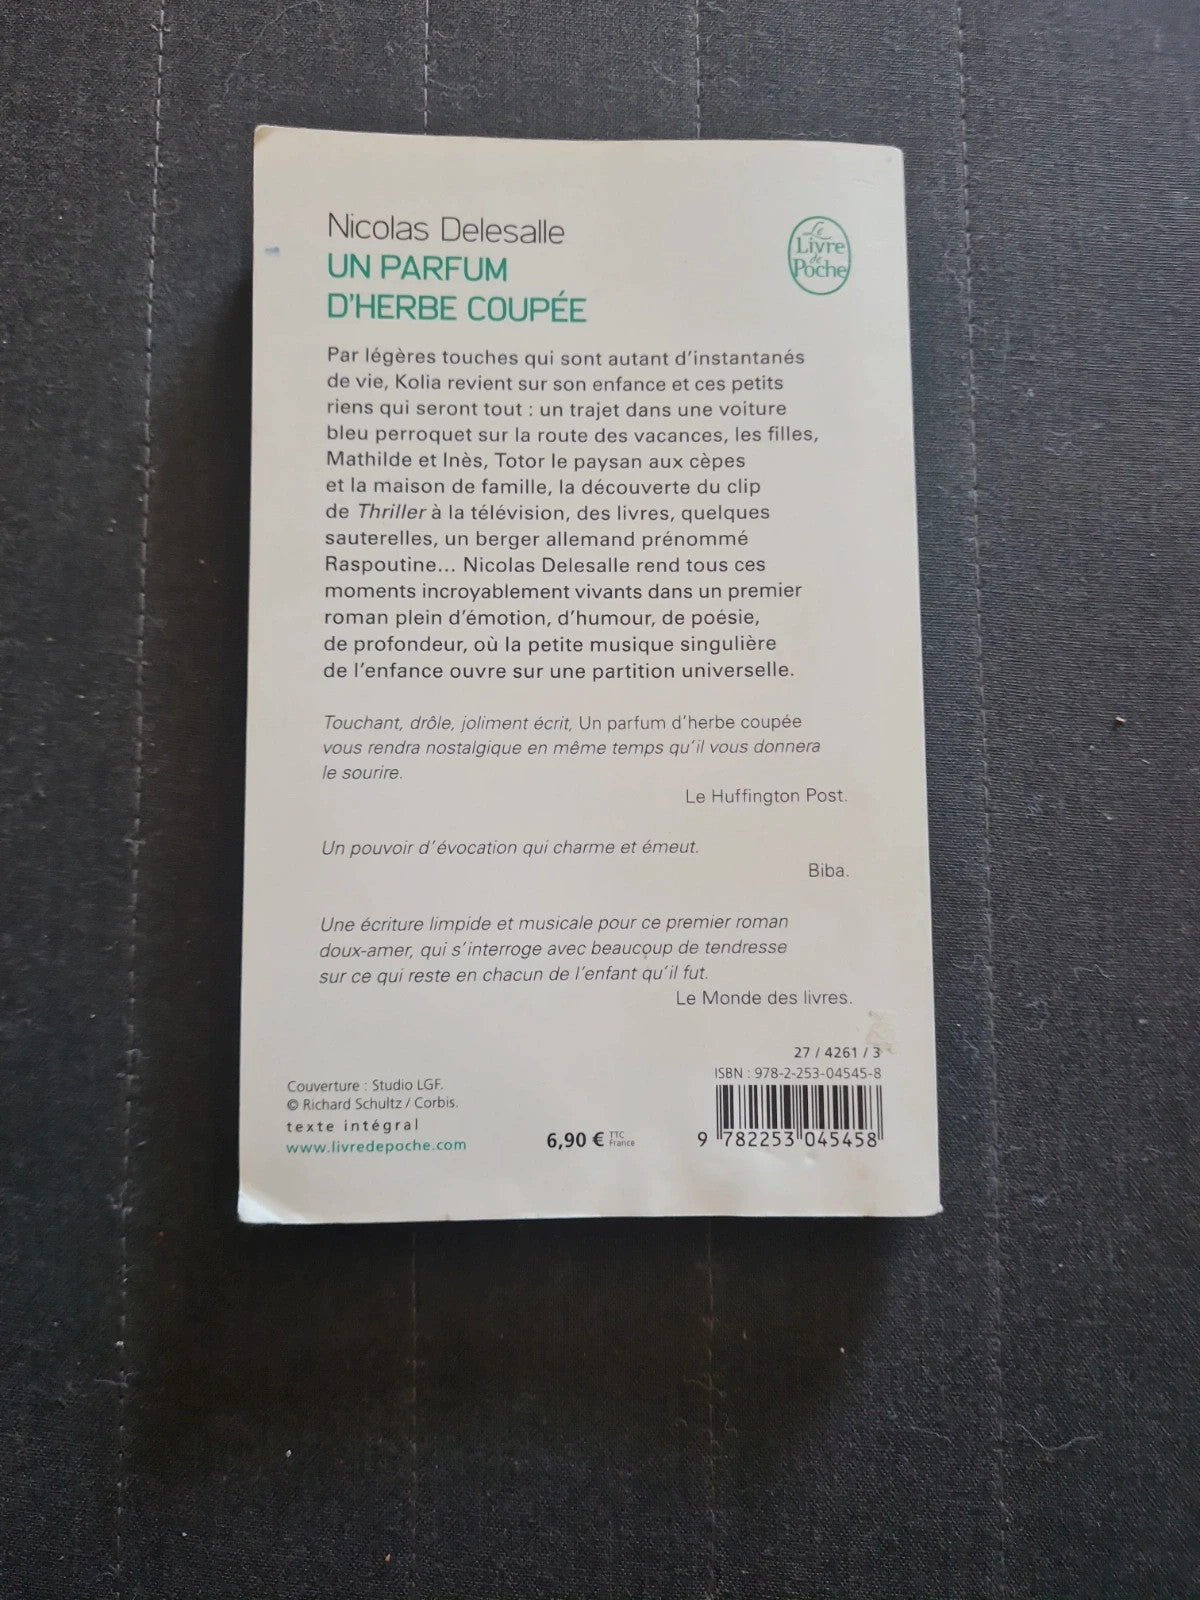 Nicolas Delesalle
UN PARFUM
D'HERBE COUPÉE
Le
Livre
de
Poche
Par légères touches qui sont autant d'instantanés
de vie, Kolia revient sur son enfance et ces petits
riens qui seront tout : un trajet dans une voiture
bleu perroquet sur la route des vacances, les filles,
Mathilde et Inès, Totor le paysan aux cèpes
et la maison de famille, la découverte du clip
de Thriller à la télévision, des livres, quelques
sauterelles, un berger allemand prénommé
Raspoutine... Nicolas Delesalle rend tous ces
moments incroyablement vivants dans un premier
roman plein d'émotion, d'humour, de poésie,
de profondeur, où la petite musique singulière
de l'enfance ouvre sur une partition universelle.
Touchant, drôle, joliment écrit, Un parfum d'herbe coupée
vous rendra nostalgique en même temps qu'il vous donnera
le sourire.
Le Huffington Post.
Un pouvoir d'évocation qui charme et émeut.
Biba.
Une écriture limpide et musicale pour ce premier roman
doux-amer, qui s'interroge avec beaucoup de tendresse
sur ce qui reste en chacun de l'enfant qu'il fut.
Le Monde des livres.
27 / 4261 / 3
ISBN : 978-2-253-04545-8
Couverture : Studio LGF.
© Richard Schultz / Corbis.
texte intégral
www.livredepoche.com
6,90 € TTC
France
9 782253 045458